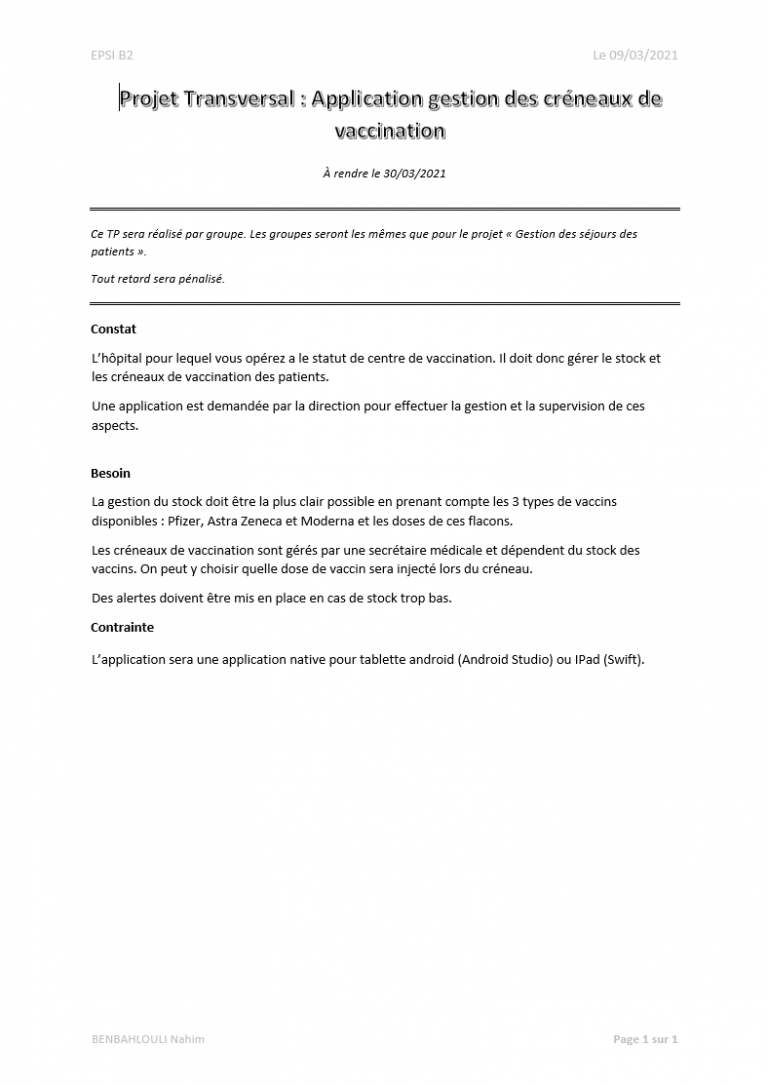 EPSI B2 Le 09/03/2021
Projet Transversal : Application gestion des créneaux de
vaccination
À rendre le 30/03/2021
Ce TP sera réalisé par groupe. Les groupes seront les mêmes que pour le projet « Gestion des séjours des
patients ».
Tout retard sera pénalisé.
Constat
L’hôpital pour lequel vous opérez a le statut de centre de vaccination. Il doit donc gérer le stock et
les créneaux de vaccination des patients.
Une application est demandée par la direction pour effectuer la gestion et la supervision de ces
aspects.
Besoin
La gestion du stock doit être la plus clair possible en prenant compte les 3 types de vaccins
disponibles : Pfizer, Astra Zeneca et Moderna et les doses de ces flacons.
Les créneaux de vaccination sont gérés par une secrétaire médicale et dépendent du stock des
vaccins. On peut y choisir quelle dose de vaccin sera injecté lors du créneau.
Des alertes doivent être mis en place en cas de stock trop bas.
Contrainte
L’application sera une application native pour tablette android (Android Studio) ou IPad (Swift).
BENBAHLOULI Nahim Page 1 sur 1